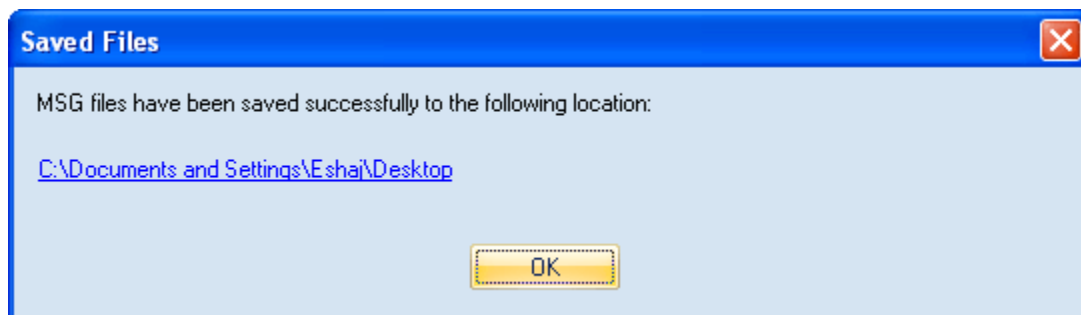 Saved Files
MSG files have been saved successfully to the following location:
C:\Documents and Settings\Eshaj\Desktop
OK